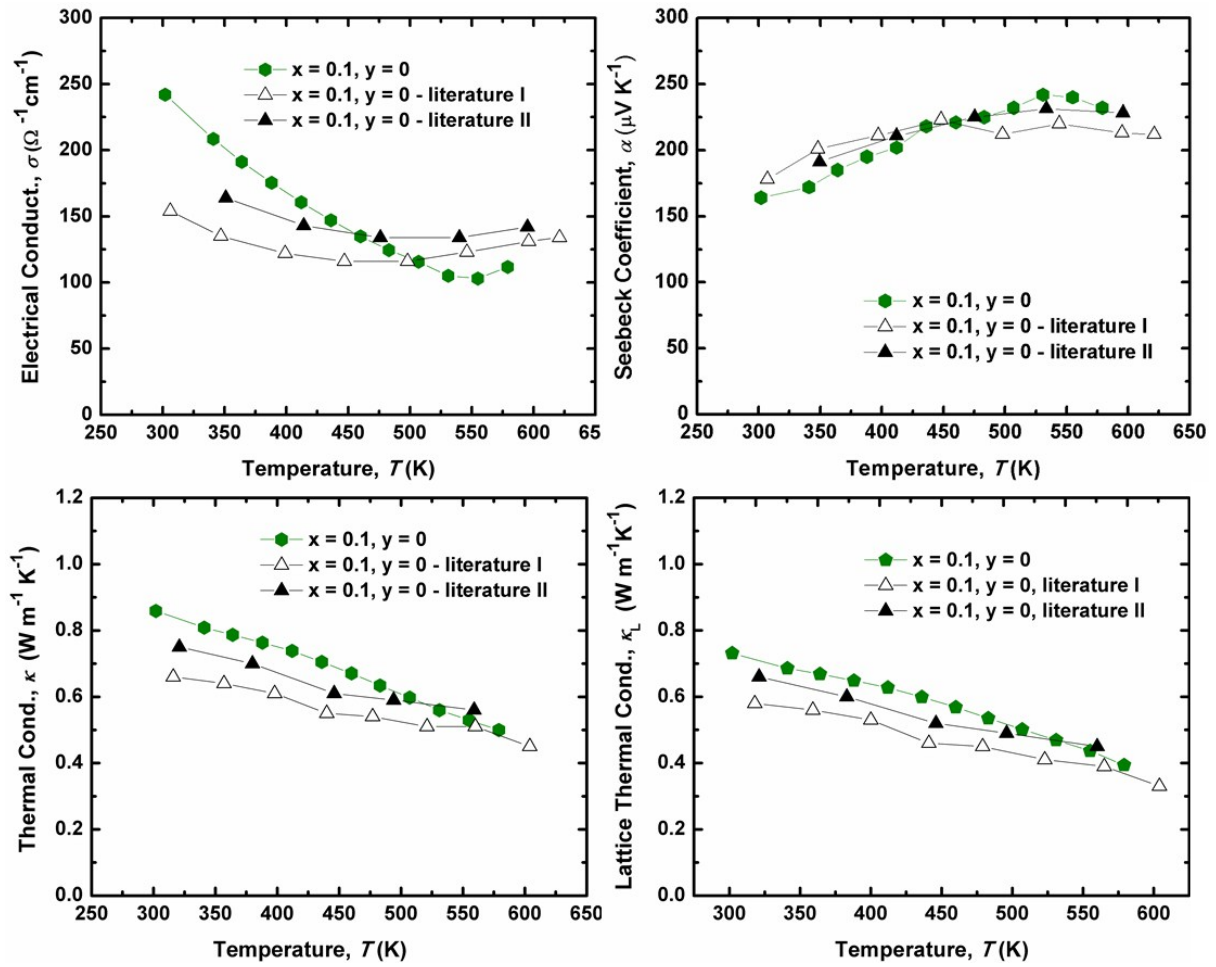 300
250
200
150
100
50
0
Electrical Conduct., σ (Ω⁻¹cm⁻¹)
x = 0.1, y = 0
x = 0.1, y = 0 - literature I
x = 0.1, y = 0 - literature II
250 300 350 400 450 500 550 600 65
Temperature, T (K)
300
250
200
150
100
50
0
Seebeck Coefficient, α (μV K⁻¹)
x = 0.1, y = 0
x = 0.1, y = 0 - literature I
x = 0.1, y = 0 - literature II
250 300 350 400 450 500 550 600 650
Temperature, T (K)
1.2
1.0
0.8
0.6
0.4
0.2
0.0
Thermal Cond., κ (W m⁻¹ K⁻¹)
x = 0.1, y = 0
x = 0.1, y = 0 - literature I
x = 0.1, y = 0 - literature II
250 300 350 400 450 500 550 600 650
Temperature, T (K)
1.2
1.0
0.8
0.6
0.4
0.2
0.0
Lattice Thermal Cond., κL (W m⁻¹K⁻¹)
x = 0.1, y = 0
x = 0.1, y = 0, literature I
x = 0.1, y = 0, literature II
300 350 400 450 500 550 600
Temperature, T (K)